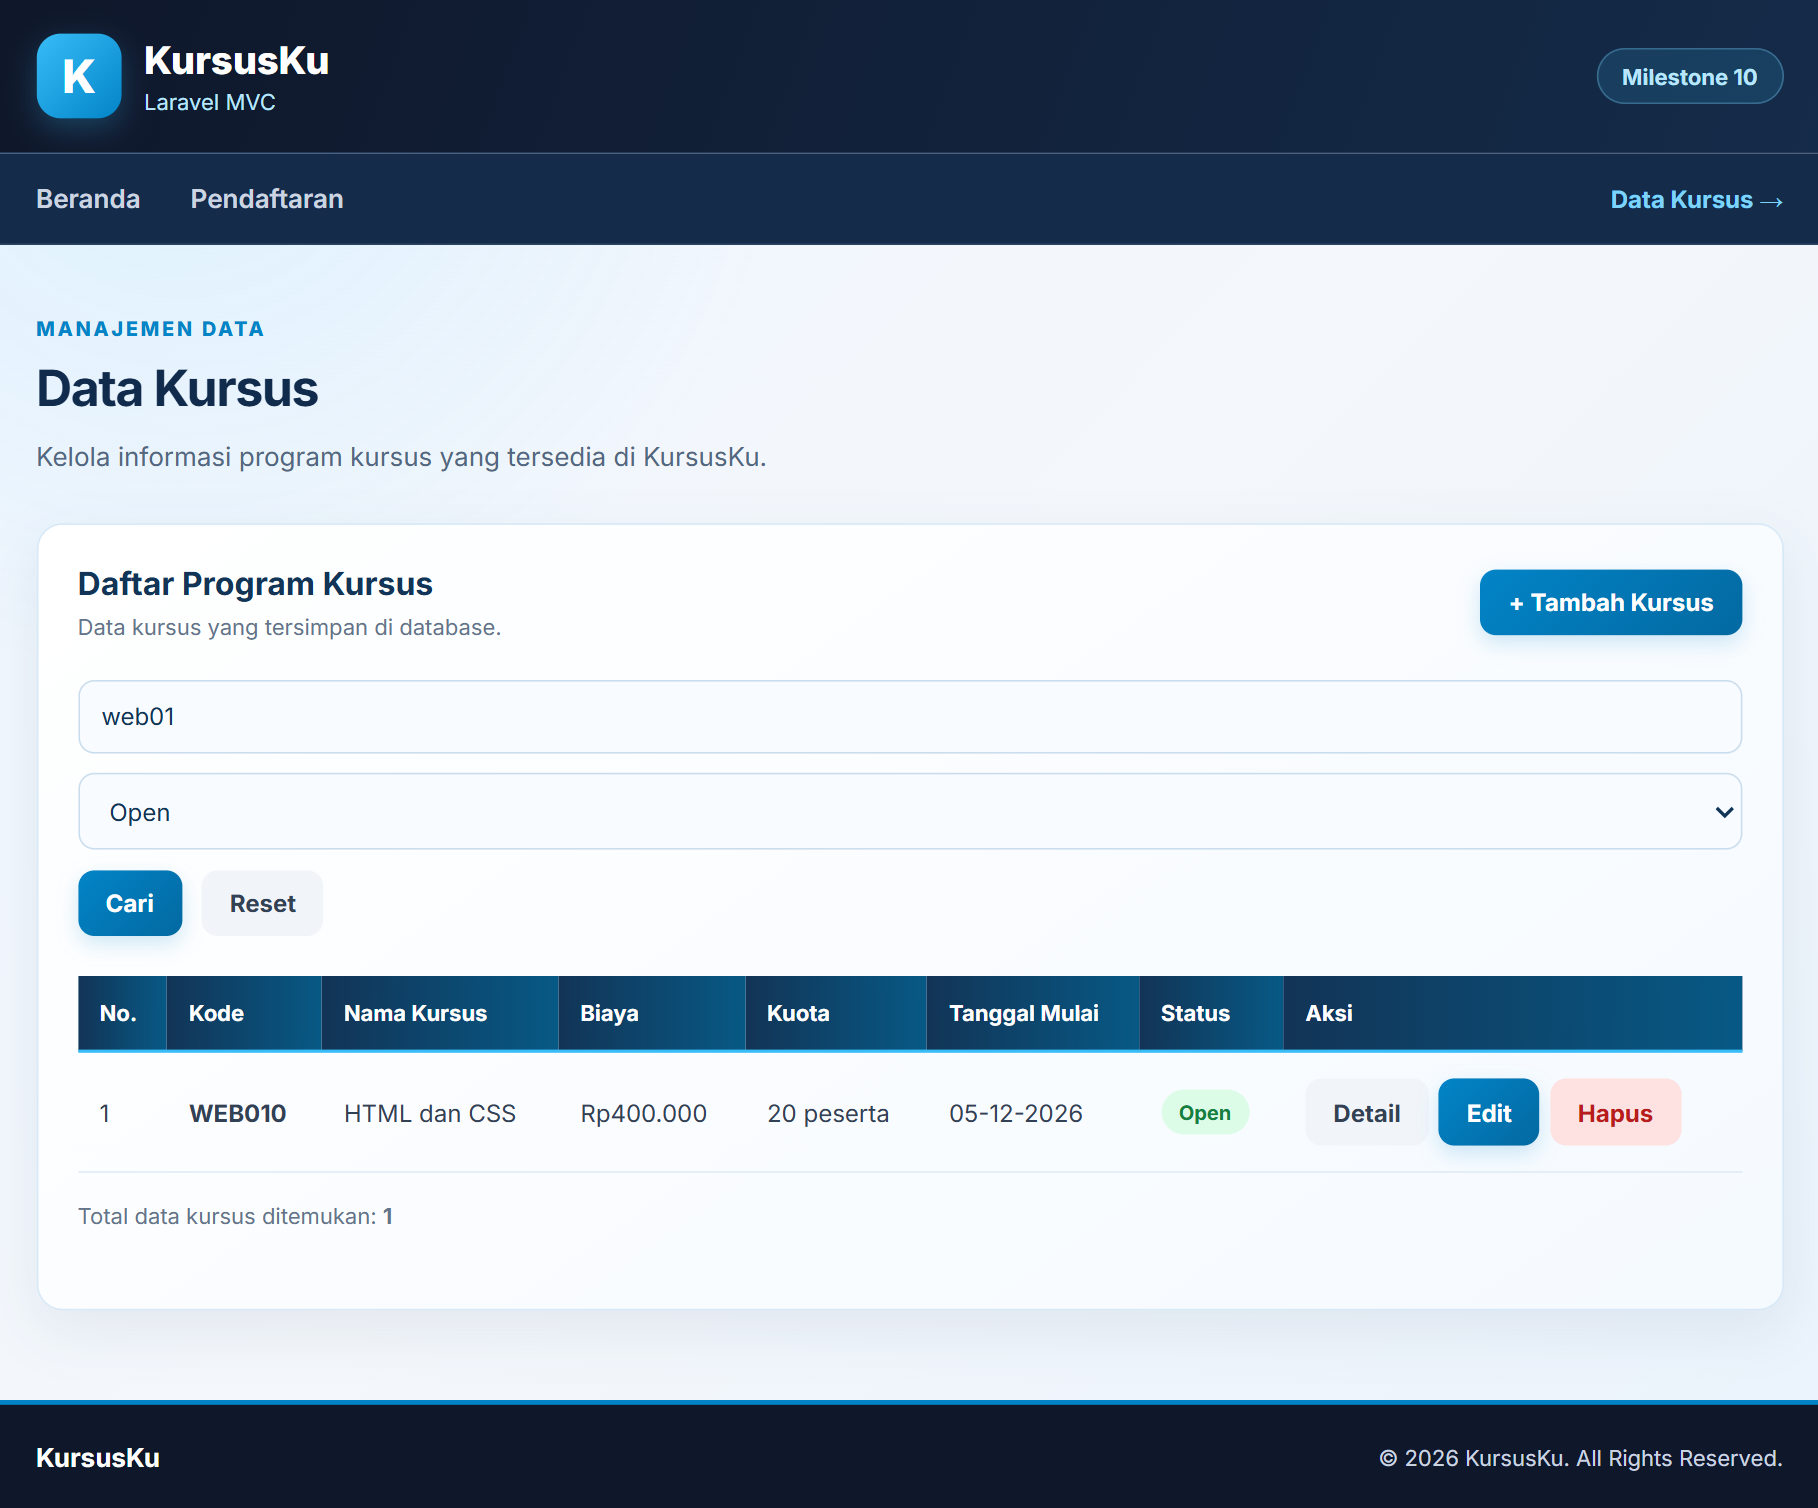 K
KursusKu
Laravel MVC
Milestone 10
Beranda Pendaftaran Data Kursus →
MANAJEMEN DATA
Data Kursus
Kelola informasi program kursus yang tersedia di KursusKu.
Daftar Program Kursus
Data kursus yang tersimpan di database.
+ Tambah Kursus
web01
Open
Cari Reset
No. Kode Nama Kursus Biaya Kuota Tanggal Mulai Status Aksi
1 WEB010 HTML dan CSS Rp400.000 20 peserta 05-12-2026 Open Detail Edit Hapus
Total data kursus ditemukan: 1
KursusKu © 2026 KursusKu. All Rights Reserved.